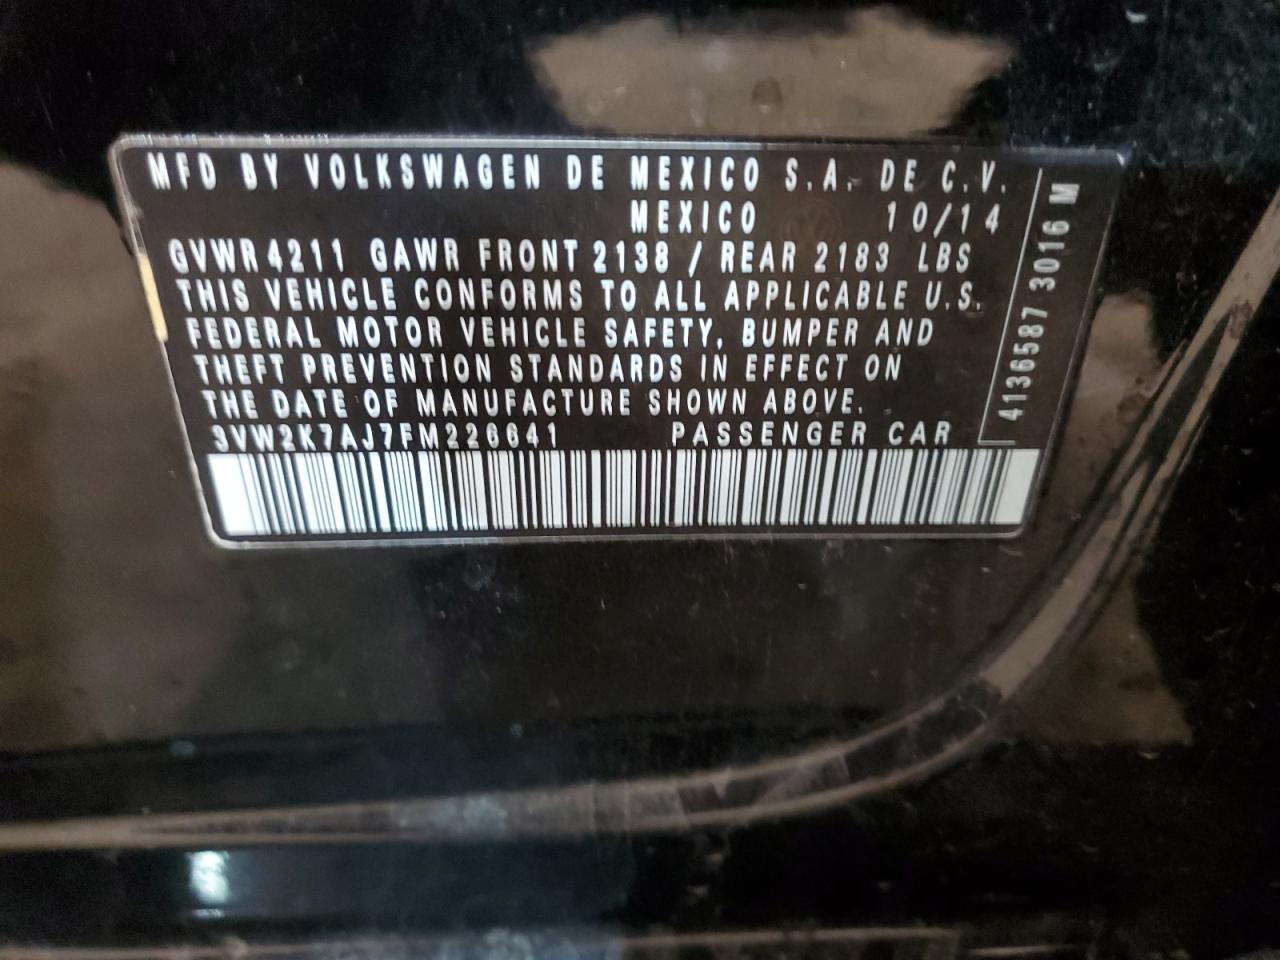 MFD BY VOLKSWAGEN DE MEXICO S.A. DE C.V.
MEXICO 10/14
GVWR 4211 GAWR FRONT 2138 / REAR 2183 LBS
THIS VEHICLE CONFORMS TO ALL APPLICABLE U.S.
FEDERAL MOTOR VEHICLE SAFETY, BUMPER AND
THEFT PREVENTION STANDARDS IN EFFECT ON
THE DATE OF MANUFACTURE SHOWN ABOVE.
3VW2K7AJ7FM226641 PASSENGER CAR
4136587 3016 M